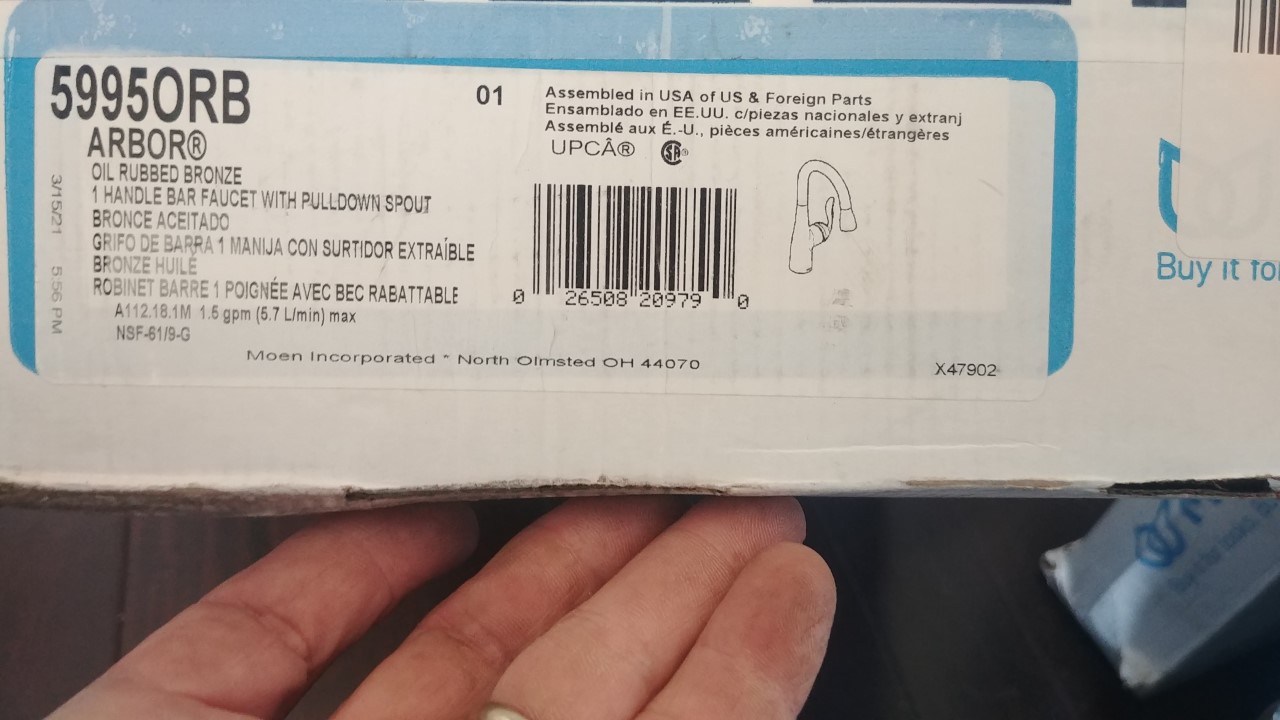 5995ORB
ARBOR®
OIL RUBBED BRONZE
1 HANDLE BAR FAUCET WITH PULLDOWN SPOUT
BRONCE ACEITADO
GRIFO DE BARRA 1 MANIJA CON SURTIDOR EXTRAÍBLE
BRONZE HUILÉ
ROBINET BARRE 1 POIGNÉE AVEC BEC RABATTABLE
A112.18.1M 1.5 gpm (5.7 L/min) max
NSF-61/9-G
3/15/21 5:56 PM
01
Assembled in USA of US & Foreign Parts
Ensamblado en EE.UU. c/piezas nacionales y extranj
Assemblé aux É.-U., pièces américaines/étrangères
UPCÂ®
0 26508 20979 0
Moen Incorporated * North Olmsted OH 44070
X47902
Buy it fo